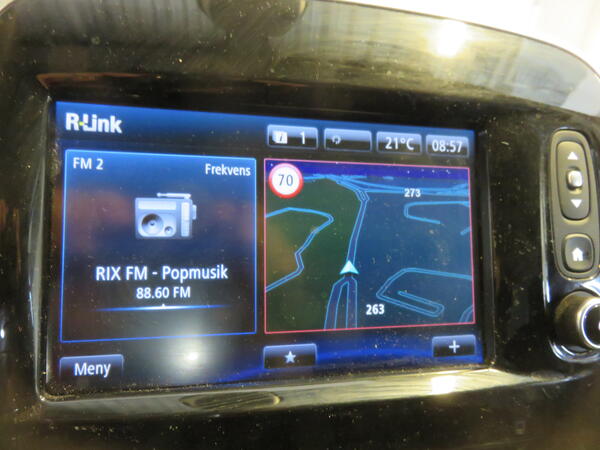 R-Link
1
21°C
08:57
FM 2
Frekvens
RIX FM - Popmusik
88.60 FM
70
273
263
Meny
+